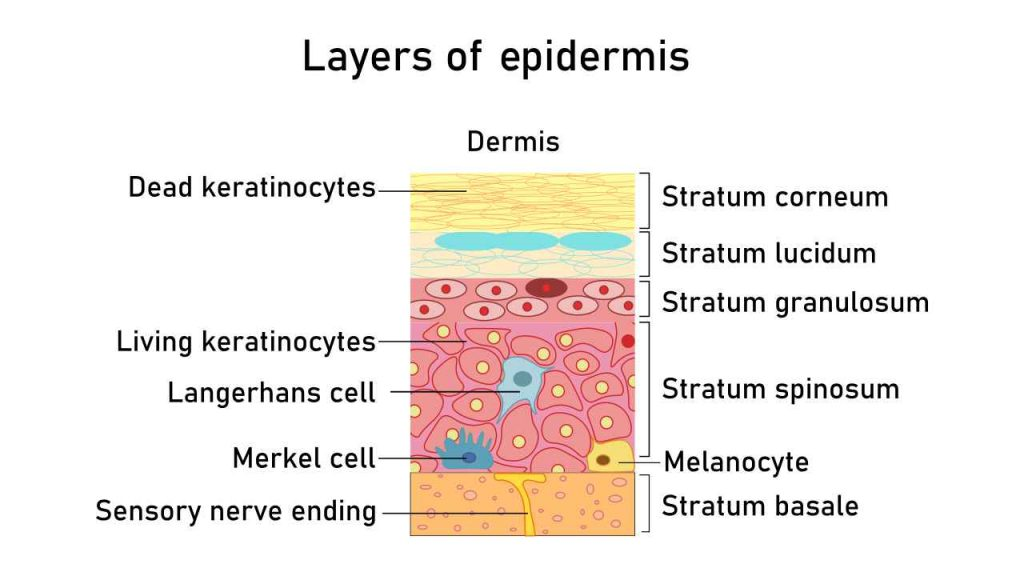 Layers of epidermis
Dermis
Dead keratinocytes
Stratum corneum
Stratum lucidum
Stratum granulosum
Living keratinocytes
Langerhans cell
Stratum spinosum
Merkel cell
Melanocyte
Sensory nerve ending
Stratum basale